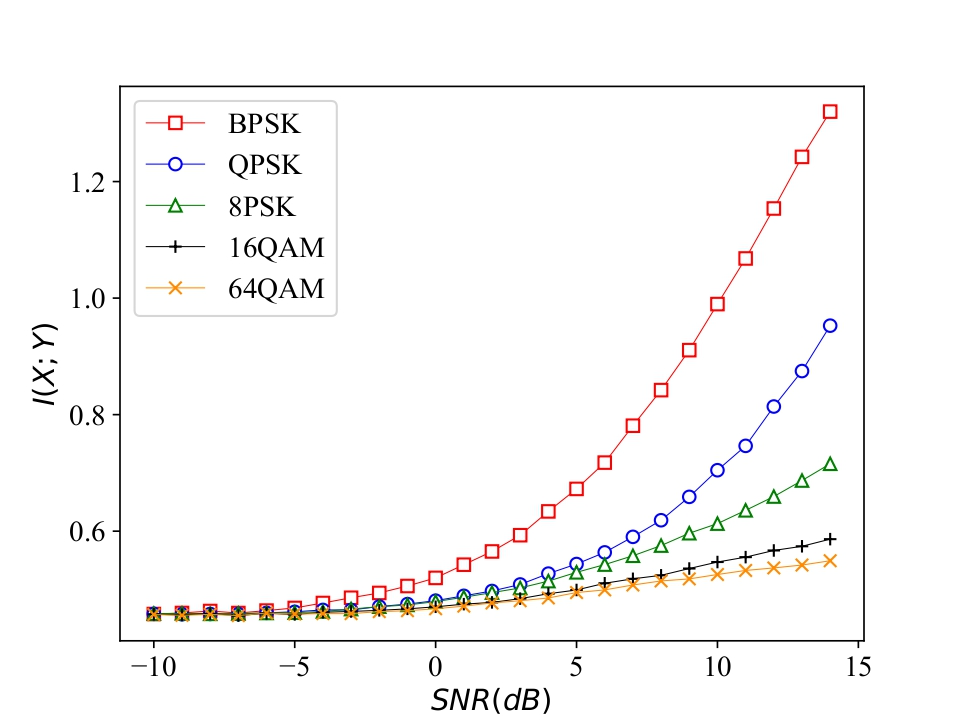 BPSK
QPSK
8PSK
16QAM
64QAM
1.2
1.0
0.8
0.6
I(X; Y)
−10
−5
0
5
10
15
SNR(dB)